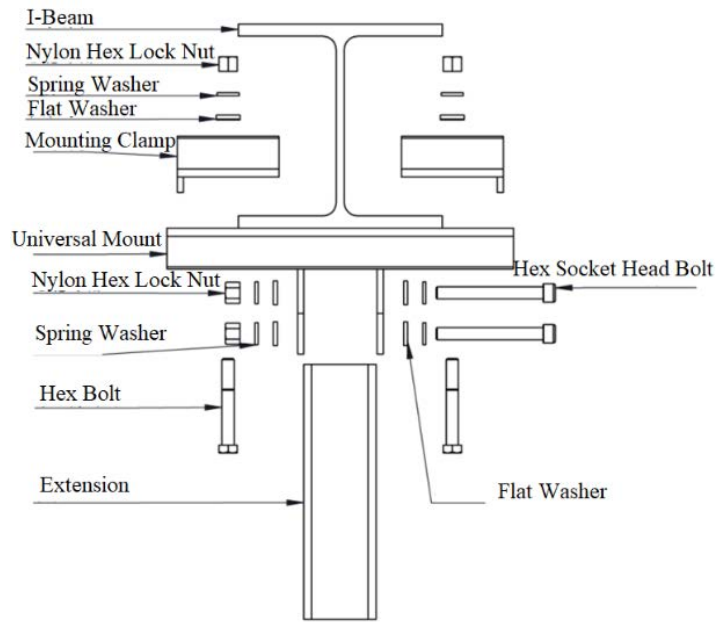 I-Beam
Nylon Hex Lock Nut
Spring Washer
Flat Washer
Mounting Clamp
Universal Mount
Hex Socket Head Bolt
Nylon Hex Lock Nut
Spring Washer
Hex Bolt
Extension
Flat Washer